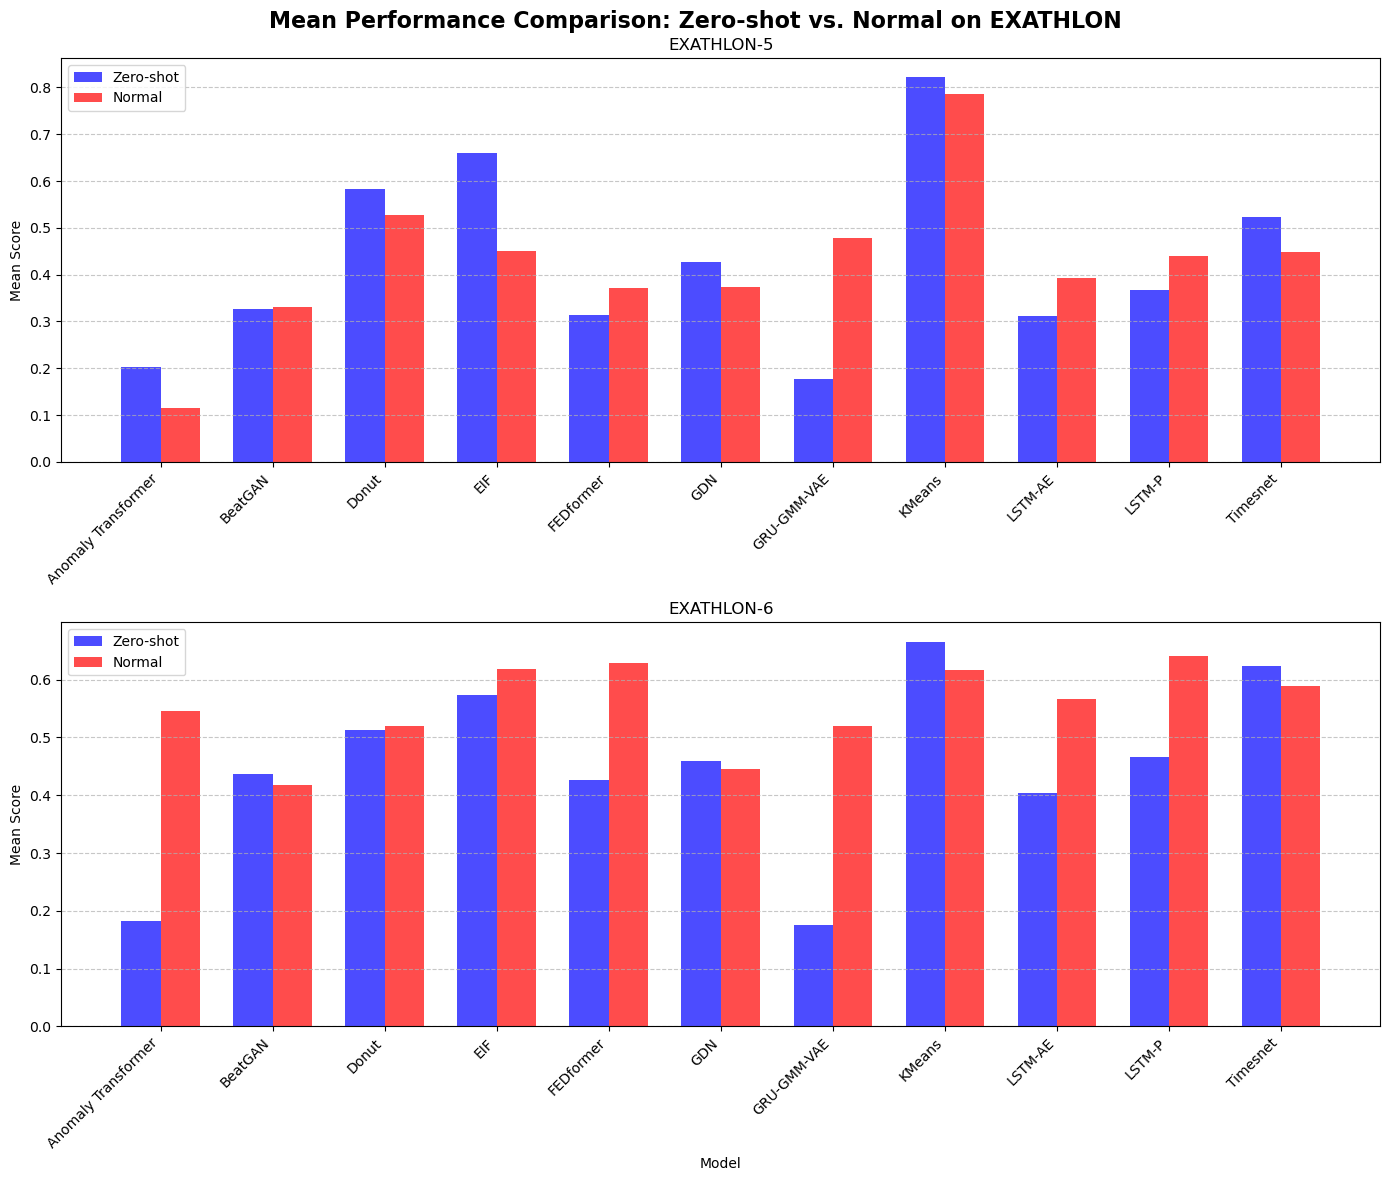 Mean Performance Comparison: Zero-shot vs. Normal on EXATHLON
EXATHLON-5
Zero-shot
Normal
Mean Score
0.8
0.7
0.6
0.5
0.4
0.3
0.2
0.1
0.0
Anomaly Transformer
BeatGAN
Donut
EIF
FEDformer
GDN
GRU-GMM-VAE
KMeans
LSTM-AE
LSTM-P
Timesnet
EXATHLON-6
Zero-shot
Normal
Mean Score
0.6
0.5
0.4
0.3
0.2
0.1
0.0
Anomaly Transformer
BeatGAN
Donut
EIF
FEDformer
GDN
GRU-GMM-VAE
KMeans
LSTM-AE
LSTM-P
Timesnet
Model